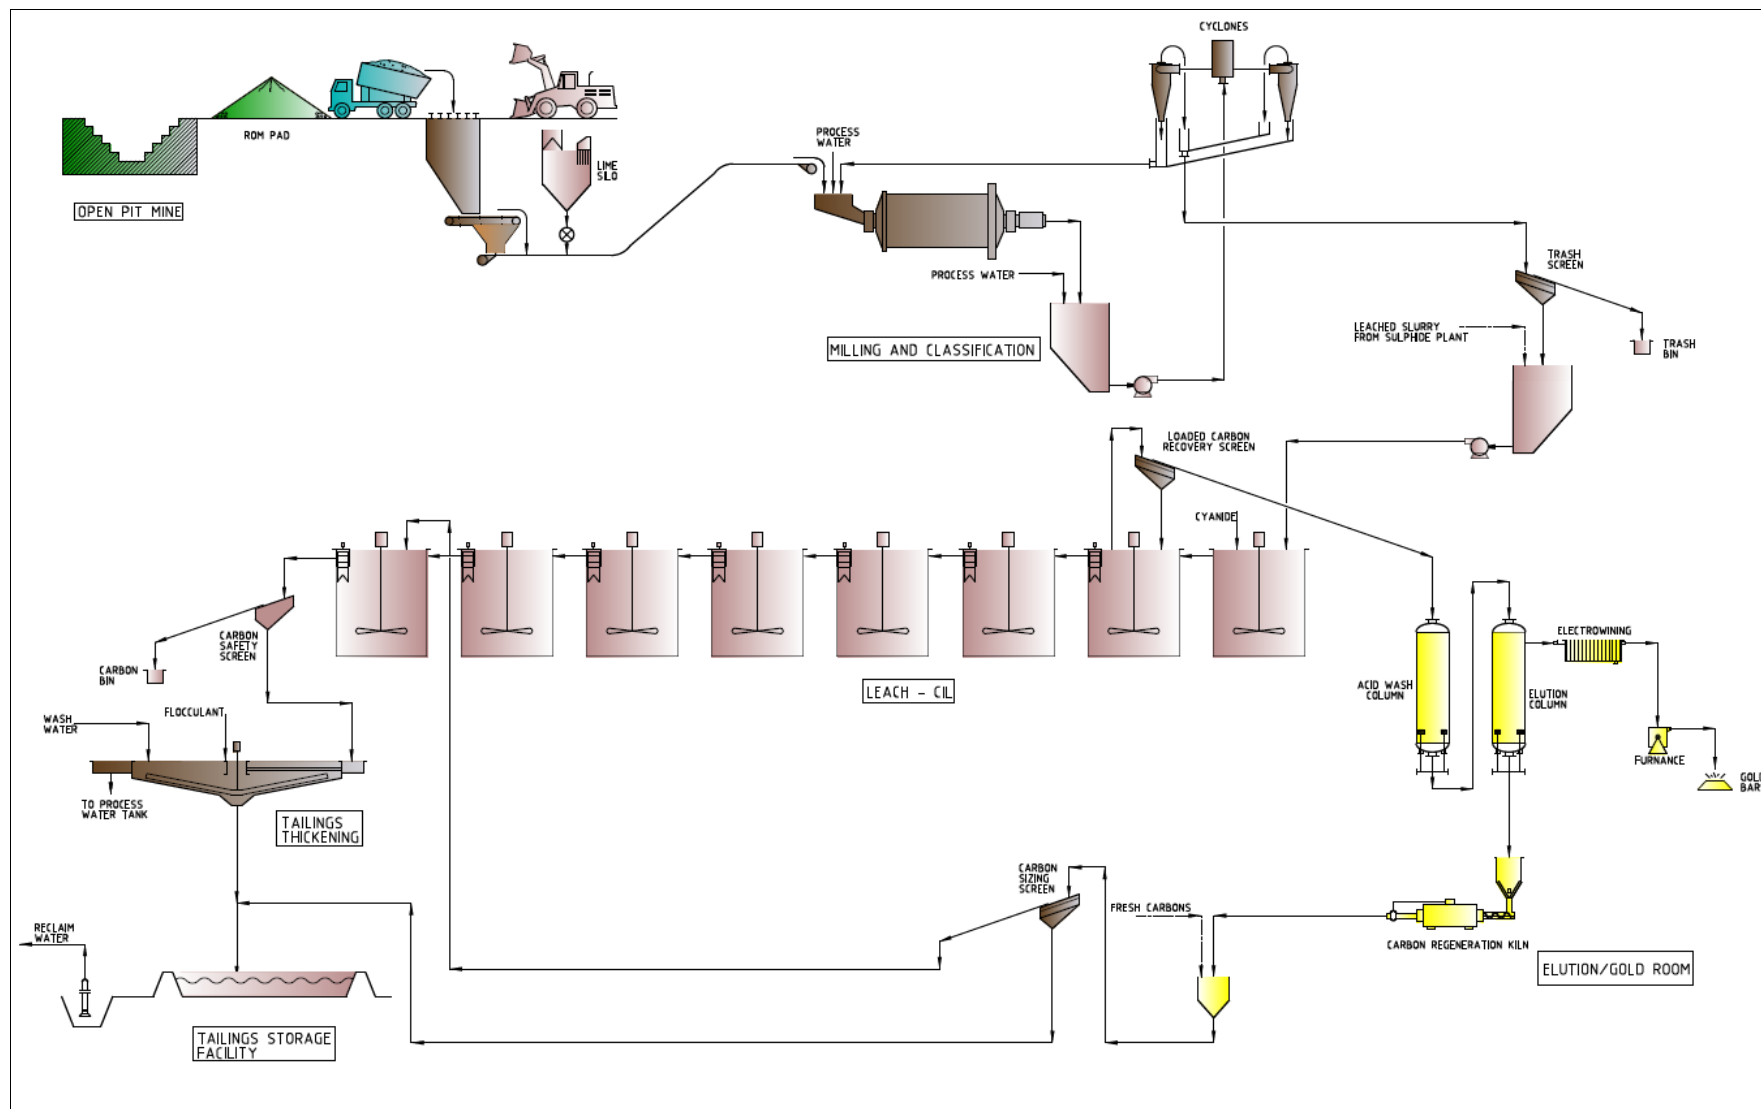 CYCLONES
ROM PAD
PROCESS
WATER
LIME
SILO
OPEN PIT MINE
PROCESS WATER
TRASH
SCREEN
LEACHED SLURRY
FROM SULPHIDE PLANT
TRASH
BIN
MILLING AND CLASSIFICATION
LOADED CARBON
RECOVERY SCREEN
CYANIDE
CARBON
SAFETY
SCREEN
CARBON
BIN
LEACH - CIL
ELECTROWINING
ACID WASH
COLUMN
ELUTION
COLUMN
WASH
WATER
FLOCCULANT
FURNANCE
GOLD
BAR
TO PROCESS
WATER TANK
TAILINGS
THICKENING
CARBON
SIZING
SCREEN
FRESH CARBONS
RECLAIM
WATER
CARBON REGENERATION KILN
ELUTION/GOLD ROOM
TAILINGS STORAGE
FACILITY